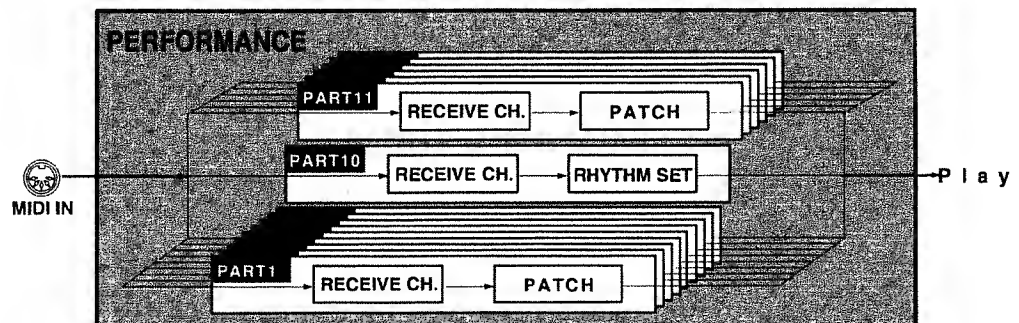 PERFORMANCE
PART11
RECEIVE CH.
PATCH
PART10
RECEIVE CH.
RHYTHM SET
MIDI IN
Play
PART1
RECEIVE CH.
PATCH